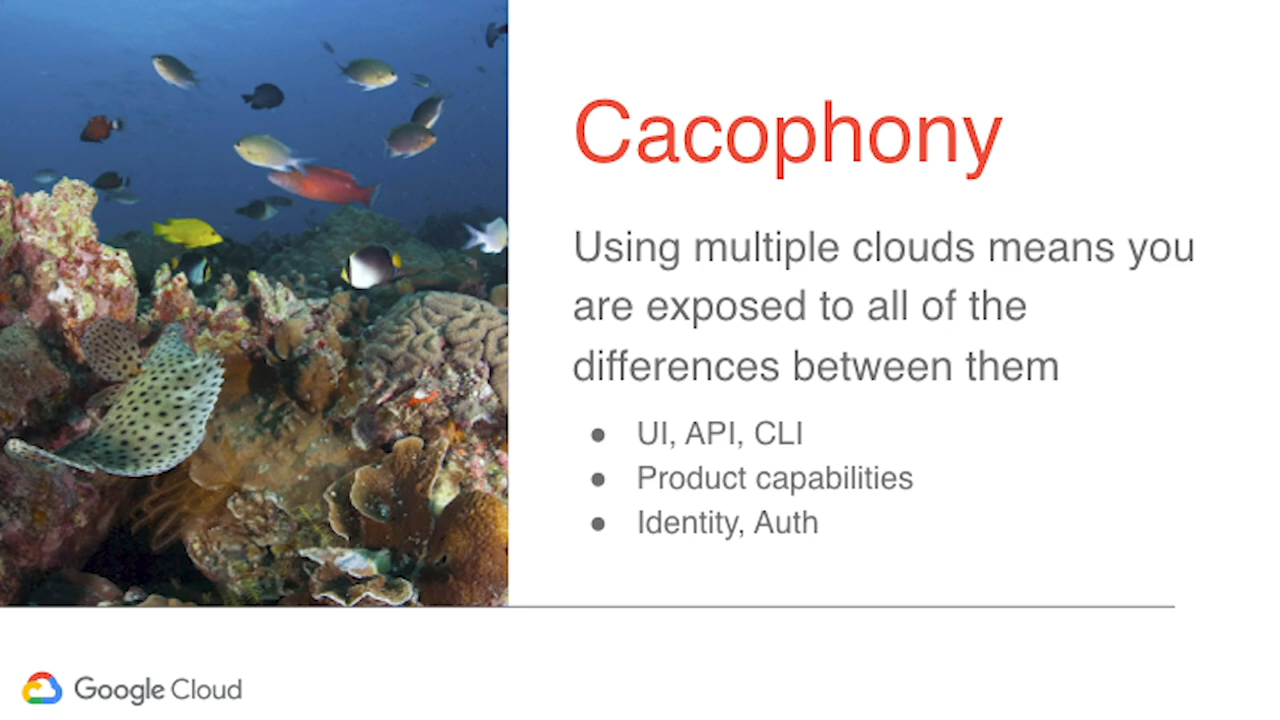 Cacophony
Using multiple clouds means you
are exposed to all of the
differences between them
● UI, API, CLI
● Product capabilities
● Identity, Auth
Google Cloud